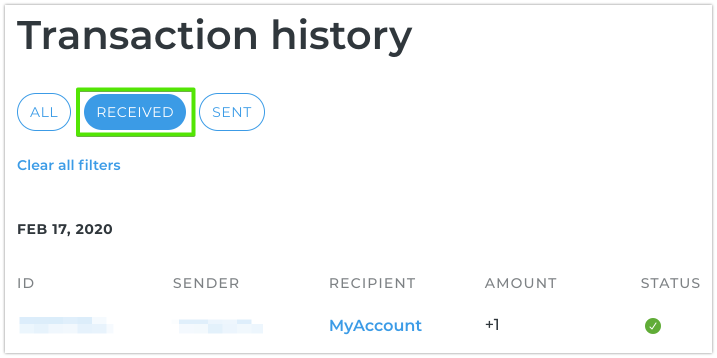 Transaction history
ALL RECEIVED SENT
Clear all filters
FEB 17, 2020
ID SENDER RECIPIENT AMOUNT STATUS
MyAccount +1